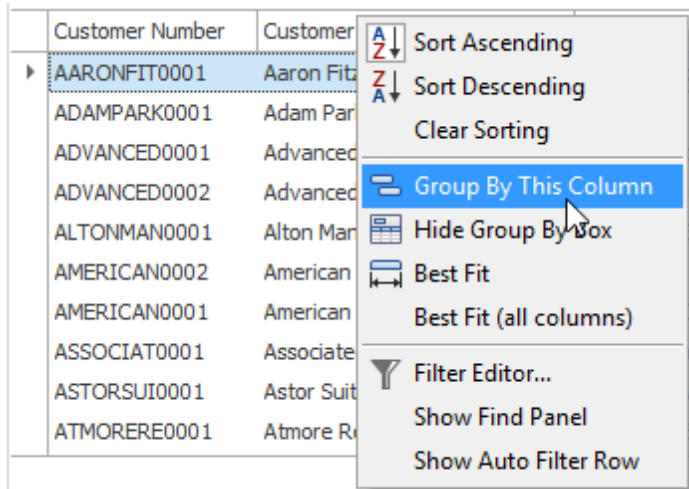 Customer Number Customer
AARONFIT0001 Aaron Fitz
ADAMPARK0001 Adam Par
ADVANCED0001 Advanced
ADVANCED0002 Advanced
ALTONMAN0001 Alton Man
AMERICAN0002 American
AMERICAN0001 American
ASSOCIAT0001 Associate
ASTORSUI0001 Astor Suit
ATMORERE0001 Atmore Re
Sort Ascending
Sort Descending
Clear Sorting
Group By This Column
Hide Group By Box
Best Fit
Best Fit (all columns)
Filter Editor...
Show Find Panel
Show Auto Filter Row